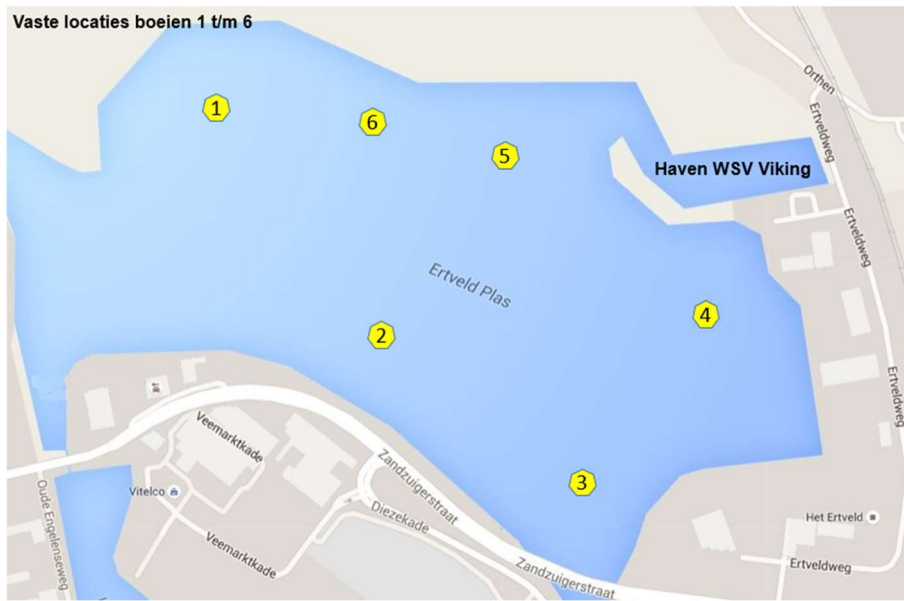 Vaste locaties boeien 1 t/m 6
Orthen
1
6
5
Haven WSV Viking
Ertveldweg
Ertveldweg
Ertveld Plas
4
2
Ertveldweg
Veemarktkade
Zandzuigerstraat
3
Oude Engelenseweg
Vitelco
Diezekade
Het Ertveld
Veemarktkade
Zandzuigerstraat
Ertveldweg